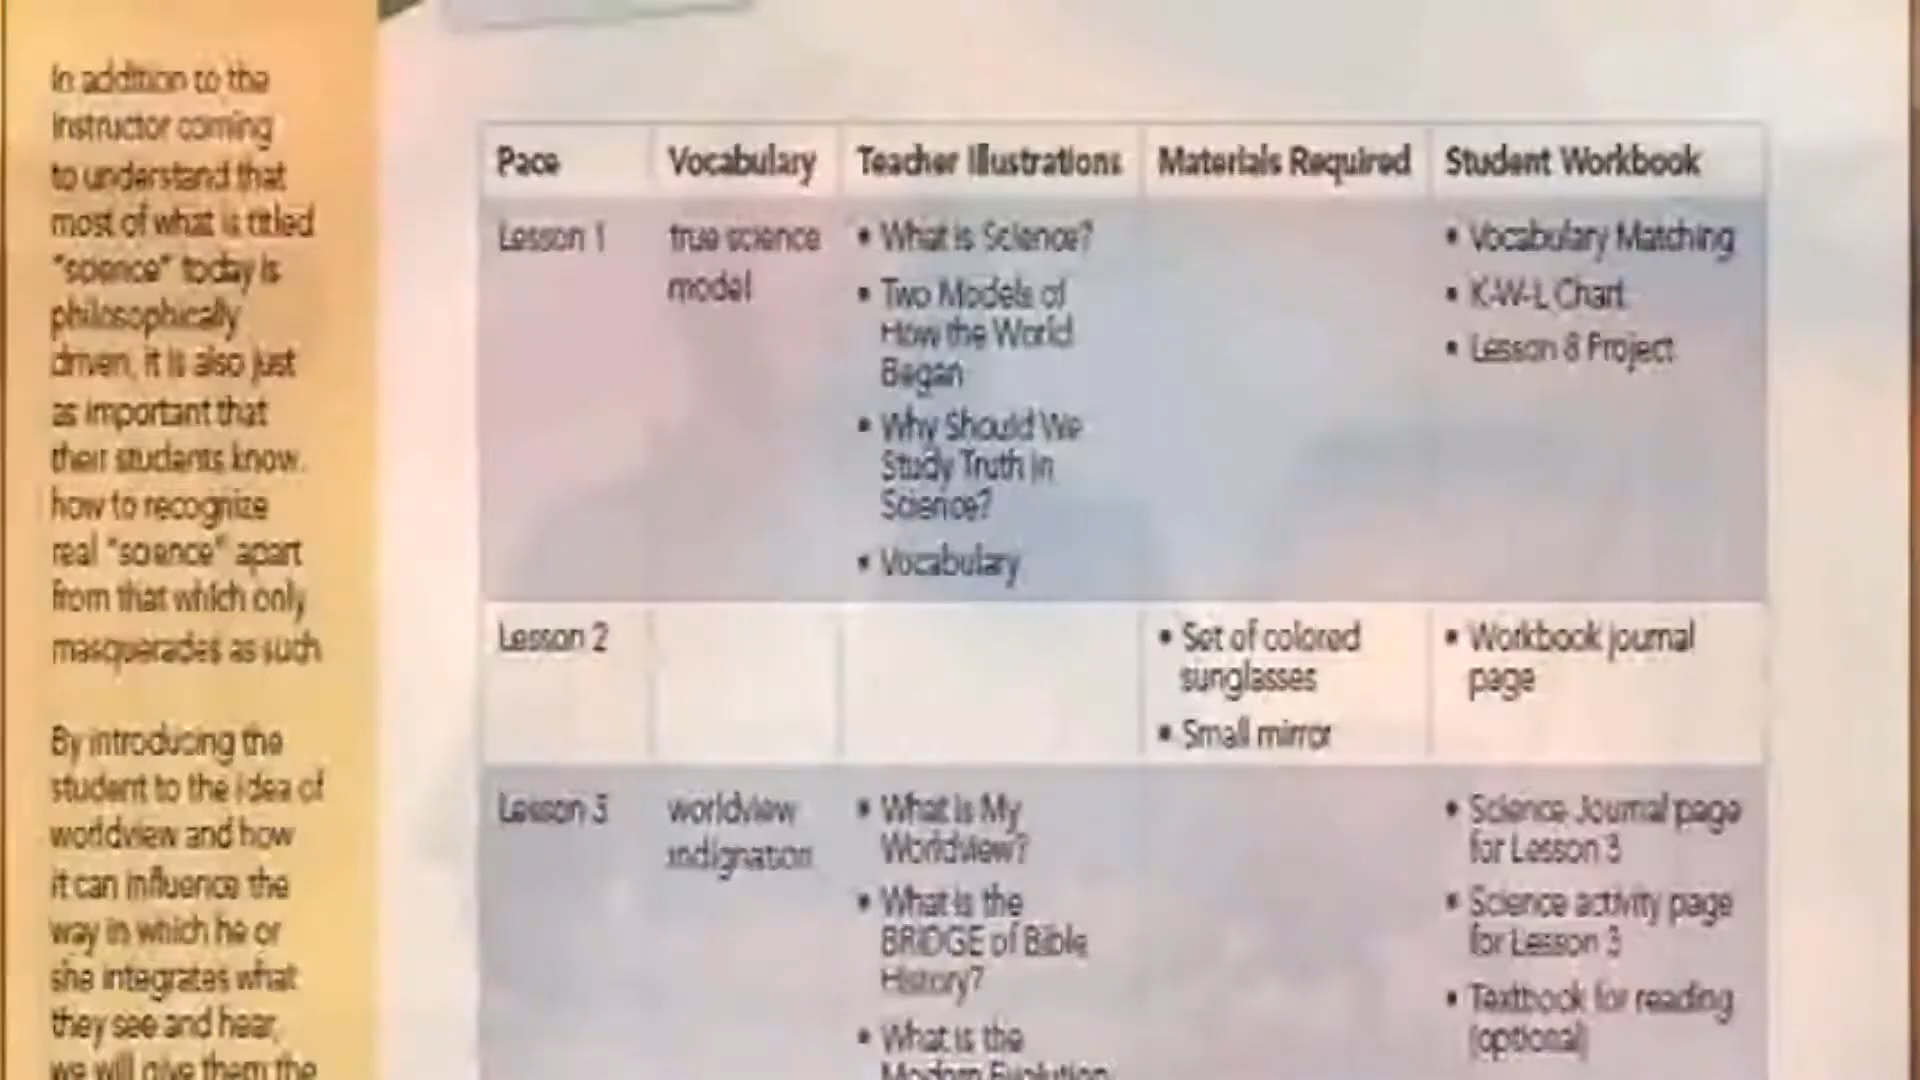 In addition to the
instructor coming
to understand that
most of what is titled
"science" today is
philosophically
driven, it is also just
as important that
their students know
how to recognize
real "science" apart
from that which only
masquerades as such
By introducing the
student to the idea of
worldview and how
it can influence the
way in which he or
she integrates what
they see and hear,
we will give them the
Pace Vocabulary Teacher Illustrations Materials Required Student Workbook
Lesson 1
true science
model
• What is Science?
• Two Models of
How the World
Began
• Why Should We
Study Truth in
Science?
• Vocabulary
• Vocabulary Matching
• K-W-L Chart
• Lesson 8 Project
Lesson 2
• Set of colored
sunglasses
• Small mirror
• Workbook journal
page
Lesson 3
worldview
indignation
• What is My
Worldview?
• What is the
BRIDGE of Bible
History?
• What is the
Modern Evolution
• Science Journal page
for Lesson 3
• Science activity page
for Lesson 3
• Textbook for reading
(optional)